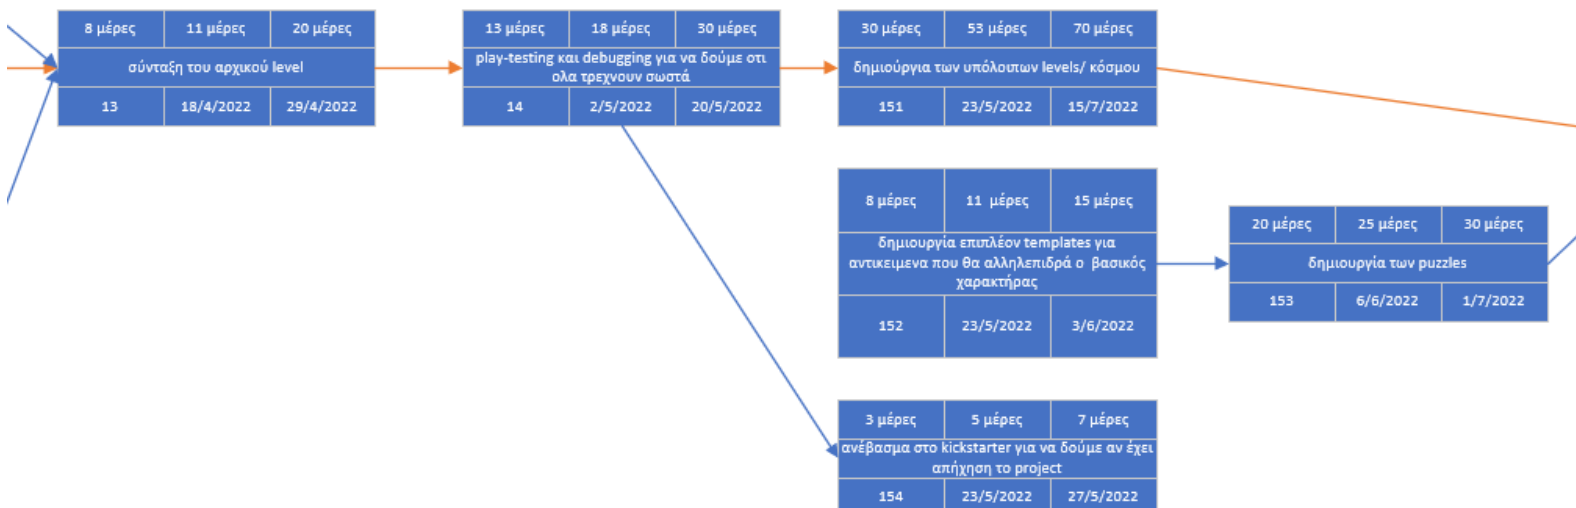 8 μέρες 11 μέρες 20 μέρες
σύνταξη του αρχικού level
13 18/4/2022 29/4/2022
13 μέρες 18 μέρες 30 μέρες
play-testing και debugging για να δούμε οτι
ολα τρεχνουν σωστά
14 2/5/2022 20/5/2022
30 μέρες 53 μέρες 70 μέρες
δημιούργια των υπόλοιπων levels/ κόσμου
151 23/5/2022 15/7/2022
8 μέρες 11 μέρες 15 μέρες
δημιουργία επιπλέον templates για
αντικειμενα που θα αλληλεπιδρά ο βασικός
χαρακτήρας
152 23/5/2022 3/6/2022
20 μέρες 25 μέρες 30 μέρες
δημιουργία των puzzles
153 6/6/2022 1/7/2022
3 μέρες 5 μέρες 7 μέρες
ανέβασμα στο kickstarter για να δούμε αν έχει
απήχηση το project
154 23/5/2022 27/5/2022